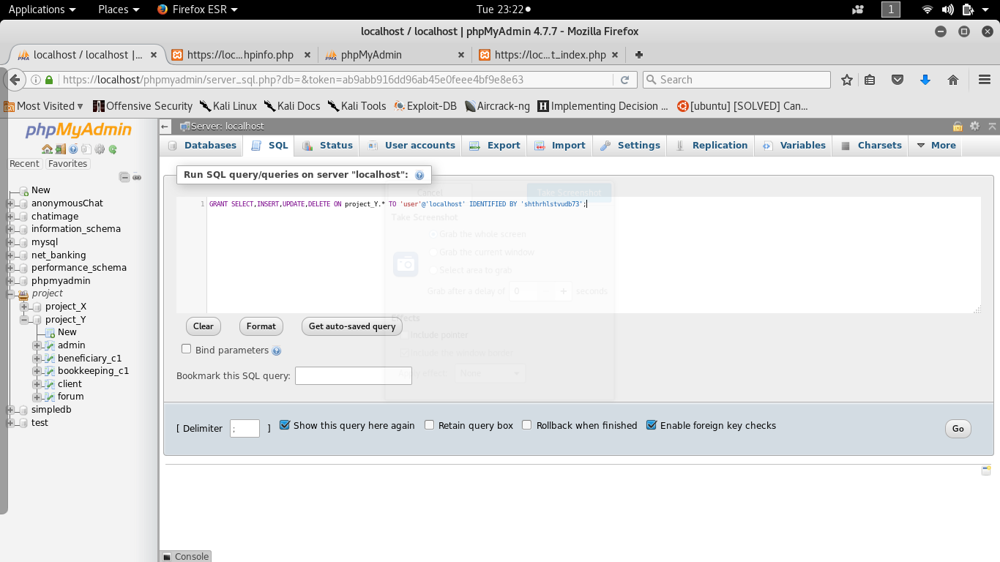 Applications Places Firefox ESR Tue 23:22 1
localhost / localhost | phpMyAdmin 4.7.7 - Mozilla Firefox
localhost / localhost |... https://loc...hpinfo.php phpMyAdmin https://loc...t_index.php
https://localhost/phpmyadmin/server_sql.php?db=&token=ab9abb916dd96ab45e0feee4bf9e8e63 Search
Most Visited Offensive Security Kali Linux Kali Docs Kali Tools Exploit-DB Aircrack-ng Implementing Decision ... [ubuntu] [SOLVED] Can...
phpMyAdmin
Recent Favorites
New
anonymousChat
chatimage
information_schema
mysql
net_banking
performance_schema
phpmyadmin
project
project_X
project_Y
New
admin
beneficiary_c1
bookkeeping_c1
client
forum
simpledb
test
Server: localhost
Databases SQL Status User accounts Export Import Settings Replication Variables Charsets More
Run SQL query/queries on server "localhost":
1 GRANT SELECT,INSERT,UPDATE,DELETE ON project_Y.* TO 'user'@'localhost' IDENTIFIED BY 'shthrhlstvudb73';
Cancel Take Screenshot
Take Screenshot
Grab the whole screen
Grab the current window
Select area to grab
Grab after a delay of 0 + seconds
Effects
Include pointer
Include the window border
Apply effect: None
Clear Format Get auto-saved query
Bind parameters
Bookmark this SQL query:
[ Delimiter ; ] Show this query here again Retain query box Rollback when finished Enable foreign key checks Go
Console